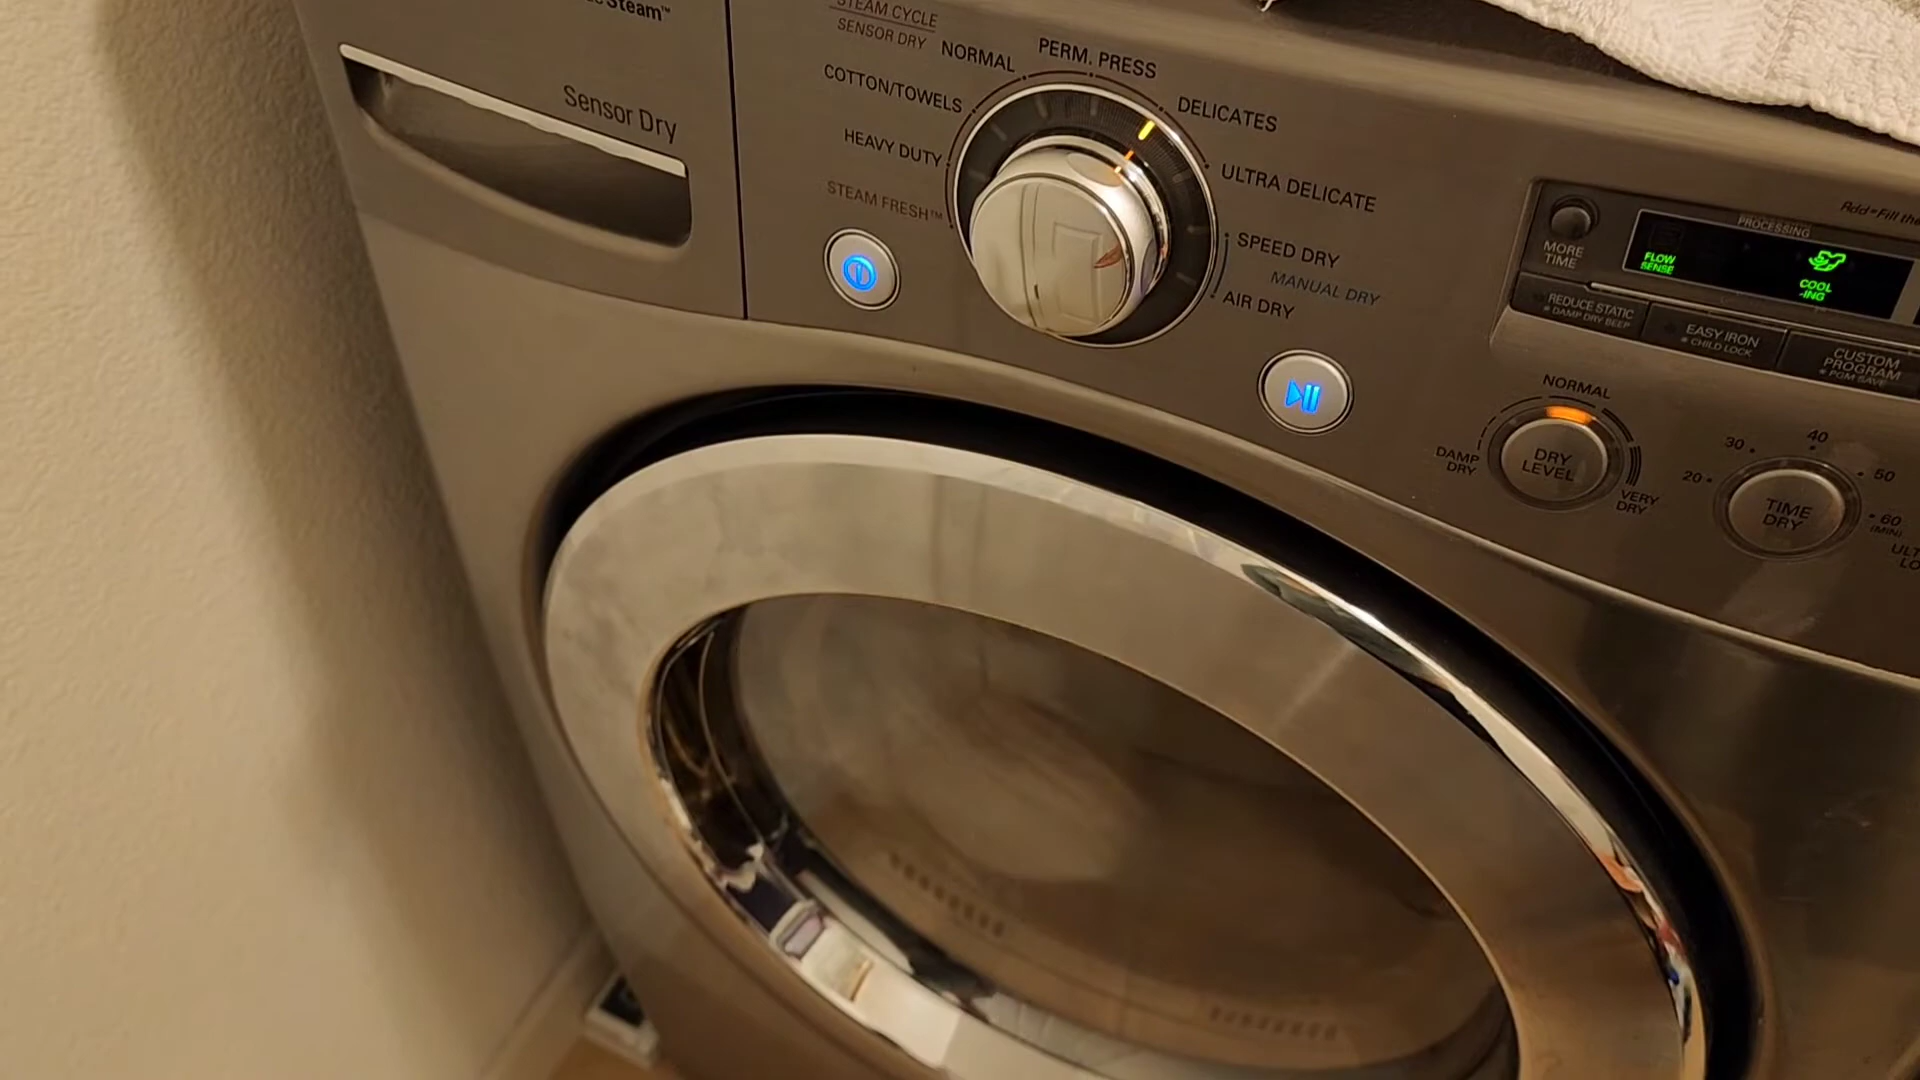 Steam™
Sensor Dry
STEAM CYCLE
SENSOR DRY
NORMAL
PERM. PRESS
COTTON/TOWELS
DELICATES
HEAVY DUTY
ULTRA DELICATE
STEAM FRESH™
SPEED DRY
MANUAL DRY
AIR DRY
MORE
TIME
PROCESSING
FLOW
SENSE
COOL
-ING
REDUCE STATIC
* DAMP DRY BEEP
EASY IRON
* CHILD LOCK
CUSTOM
PROGRAM
* PGM SAVE
NORMAL
DAMP
DRY
DRY
LEVEL
VERY
DRY
20
30
40
50
60
(MIN)
TIME
DRY